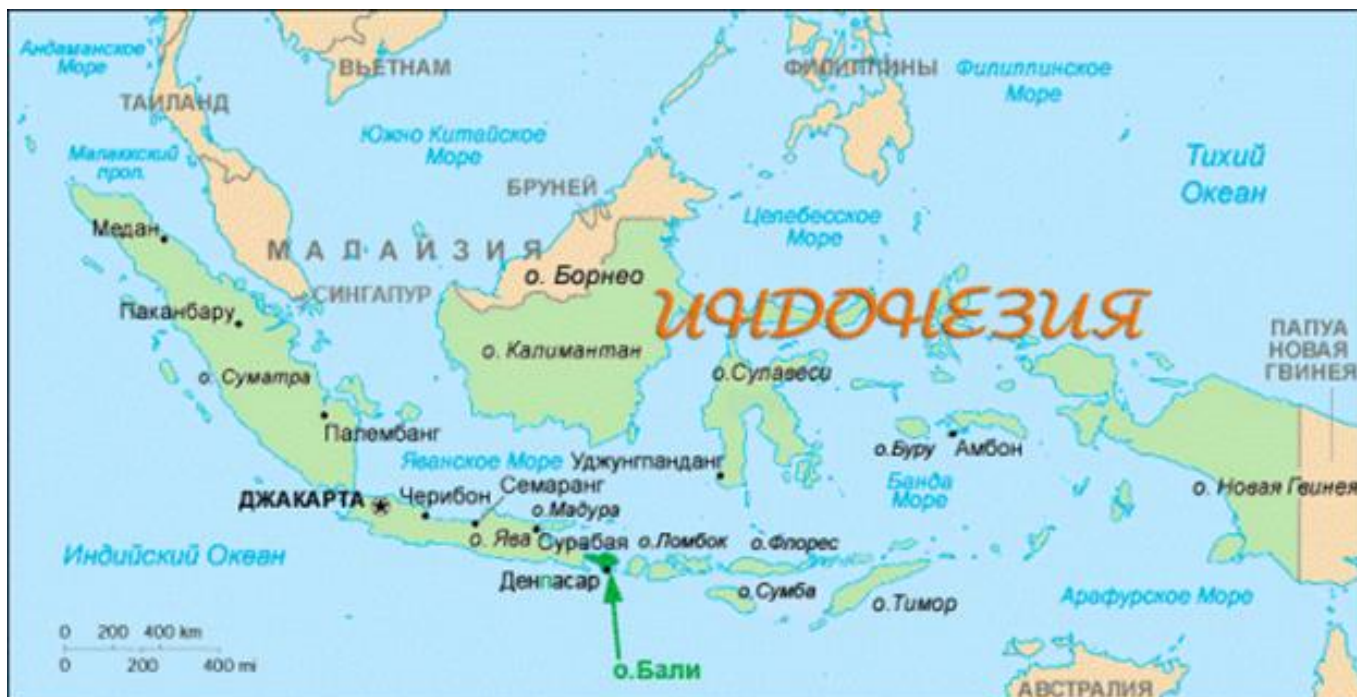 Андаманское
Море
ВЬЕТНАМ
ФИЛИППИНЫ
Филиппинское
Море
ТАИЛАНД
Южно Китайское
Море
Малаккский
прол.
Тихий
Океан
БРУНЕЙ
Целебесское
Море
Медан
МАЛАЙЗИЯ
о. Борнео
СИНГАПУР
ИНДОНЕЗИЯ
Паканбару
ПАПУА
НОВАЯ
ГВИНЕЯ
о. Калимантан
о. Суматра
о.Сулавеси
Палембанг
о.Буру
Амбон
Яванское Море
Уджунгпанданг
Банда
Море
о. Новая Гвинея
ДЖАКАРТА
Черибон
Семаранг
о.Мадура
о. Ява
Сурабая
о.Ломбок
о.Флорес
Индийский Океан
Денпасар
о.Сумба
о.Тимор
Арафурское Море
0 200 400 km
0 200 400 mi
о.Бали
АВСТРАЛИЯ